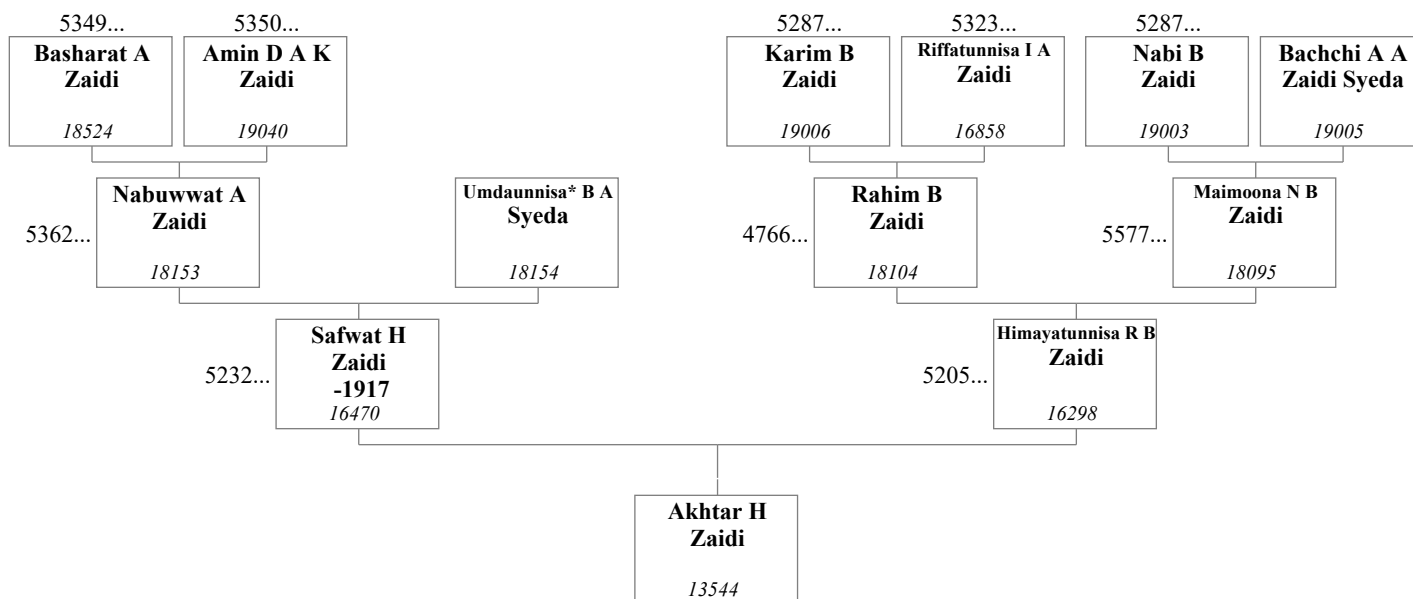 5349...
5350...
5287...
5323...
5287...
Basharat A
Zaidi
18524
Amin D A K
Zaidi
19040
Karim B
Zaidi
19006
Riffatunnisa I A
Zaidi
16858
Nabi B
Zaidi
19003
Bachchi A A
Zaidi Syeda
19005
5362...
Nabuwwat A
Zaidi
18153
Umdaunnisa* B A
Syeda
18154
4766...
Rahim B
Zaidi
18104
5577...
Maimoona N B
Zaidi
18095
5232...
Safwat H
Zaidi
-1917
16470
5205...
Himayatunnisa R B
Zaidi
16298
Akhtar H
Zaidi
13544